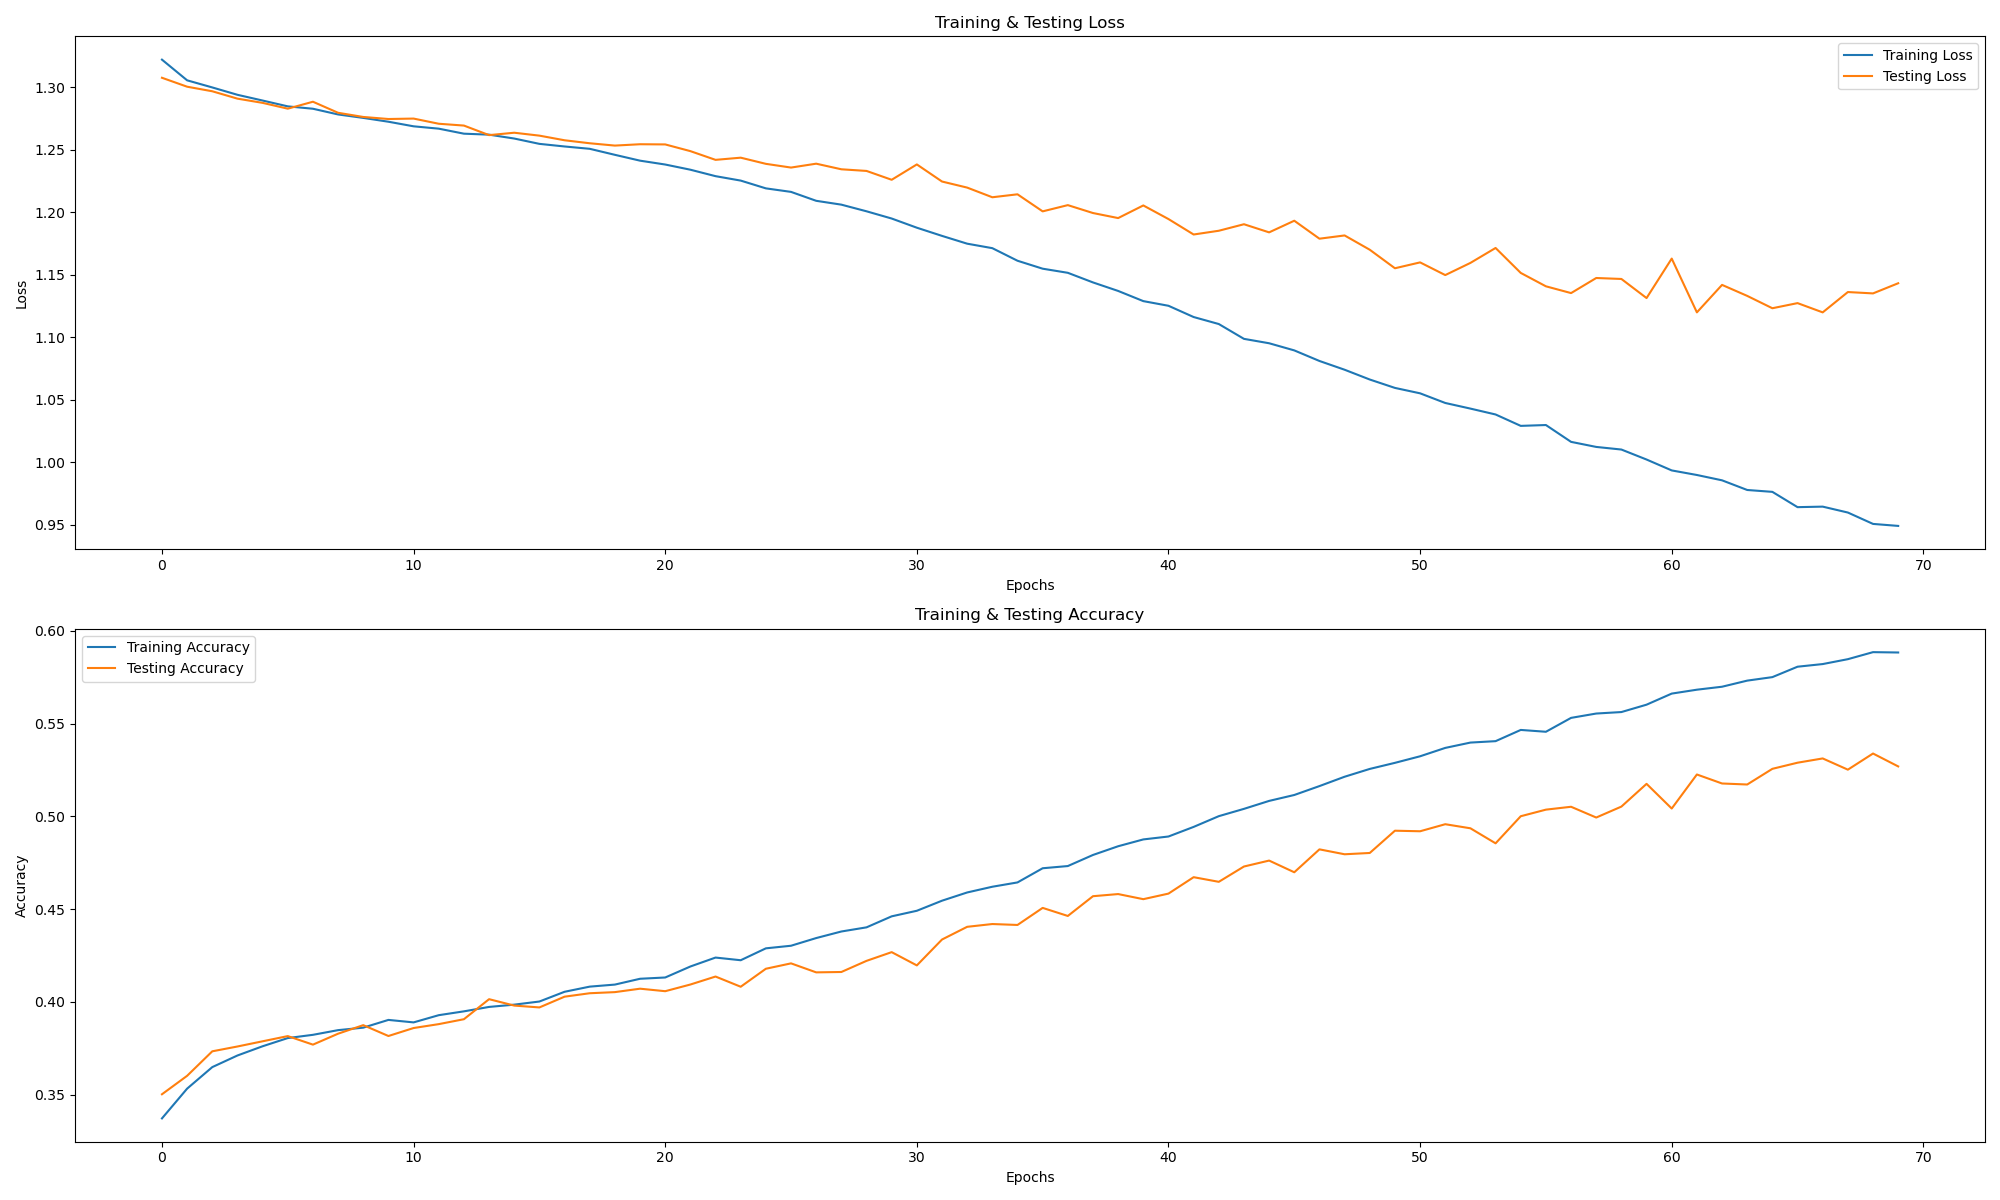 Training & Testing Loss
Training Loss
Testing Loss
1.30
1.25
1.20
1.15
1.10
1.05
1.00
0.95
Loss
0 10 20 30 40 50 60 70
Epochs
Training & Testing Accuracy
Training Accuracy
Testing Accuracy
0.60
0.55
0.50
0.45
0.40
0.35
Accuracy
0 10 20 30 40 50 60 70
Epochs